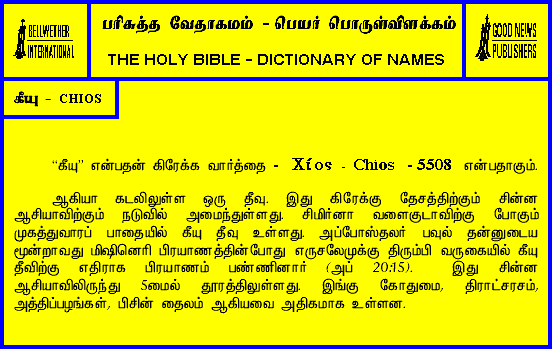 BELLWETHER
INTERNATIONAL
பரிசுத்த வேதாகமம் - பெயர் பொருள்விளக்கம்
THE HOLY BIBLE - DICTIONARY OF NAMES
GOOD NEWS
PUBLISHERS
கீயு - CHIOS
“கீயு” என்பதன் கிரேக்க வார்த்தை - Χίος - Chios - 5508 என்பதாகும்.
ஆகியா கடலிலுள்ள ஒரு தீவு. இது கிரேக்கு தேசத்திற்கும் சின்ன
ஆசியாவிற்கும் நடுவில் அமைந்துள்ளது. சிமிர்னா வளைகுடாவிற்கு போகும்
முகத்துவாரப் பாதையில் கீயு தீவு உள்ளது. அப்போஸ்தலர் பவுல் தன்னுடைய
மூன்றாவது மிஷினெரி பிரயாணத்தின்போது எருசலேமுக்கு திரும்பி வருகையில் கீயு
தீவிற்கு எதிராக பிரயாணம் பண்ணினார் (அப் 20:15). இது சின்ன
ஆசியாவிலிருந்து 5மைல் தூரத்திலுள்ளது. இங்கு கோதுமை, திராட்சரசம்,
அத்திப்பழங்கள், பிசின் தைலம் ஆகியவை அதிகமாக உள்ளன.